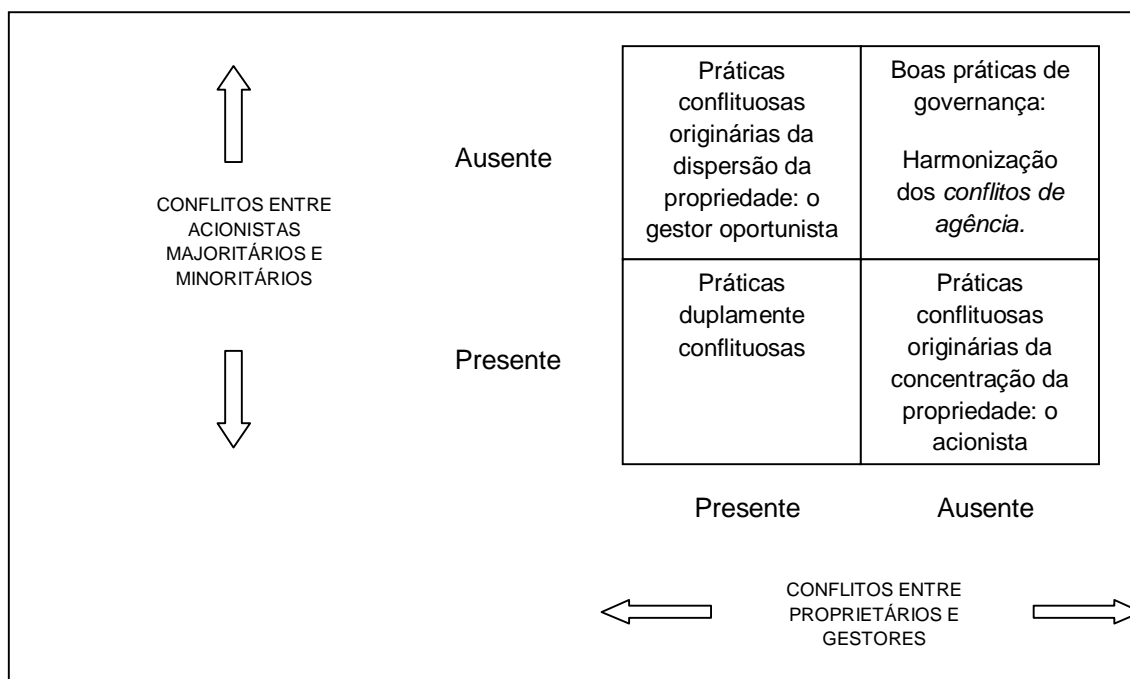 Práticas
conflituosas
originárias da
dispersão da
propriedade: o
gestor oportunista
Boas práticas de
governança:
Harmonização
dos conflitos de
agência.
Ausente
CONFLITOS ENTRE
ACIONISTAS
MAJORITÁRIOS E
MINORITÁRIOS
Práticas
duplamente
conflituosas
Práticas
conflituosas
originárias da
concentração da
propriedade: o
acionista
Presente
Presente
Ausente
CONFLITOS ENTRE
PROPRIETÁRIOS E
GESTORES